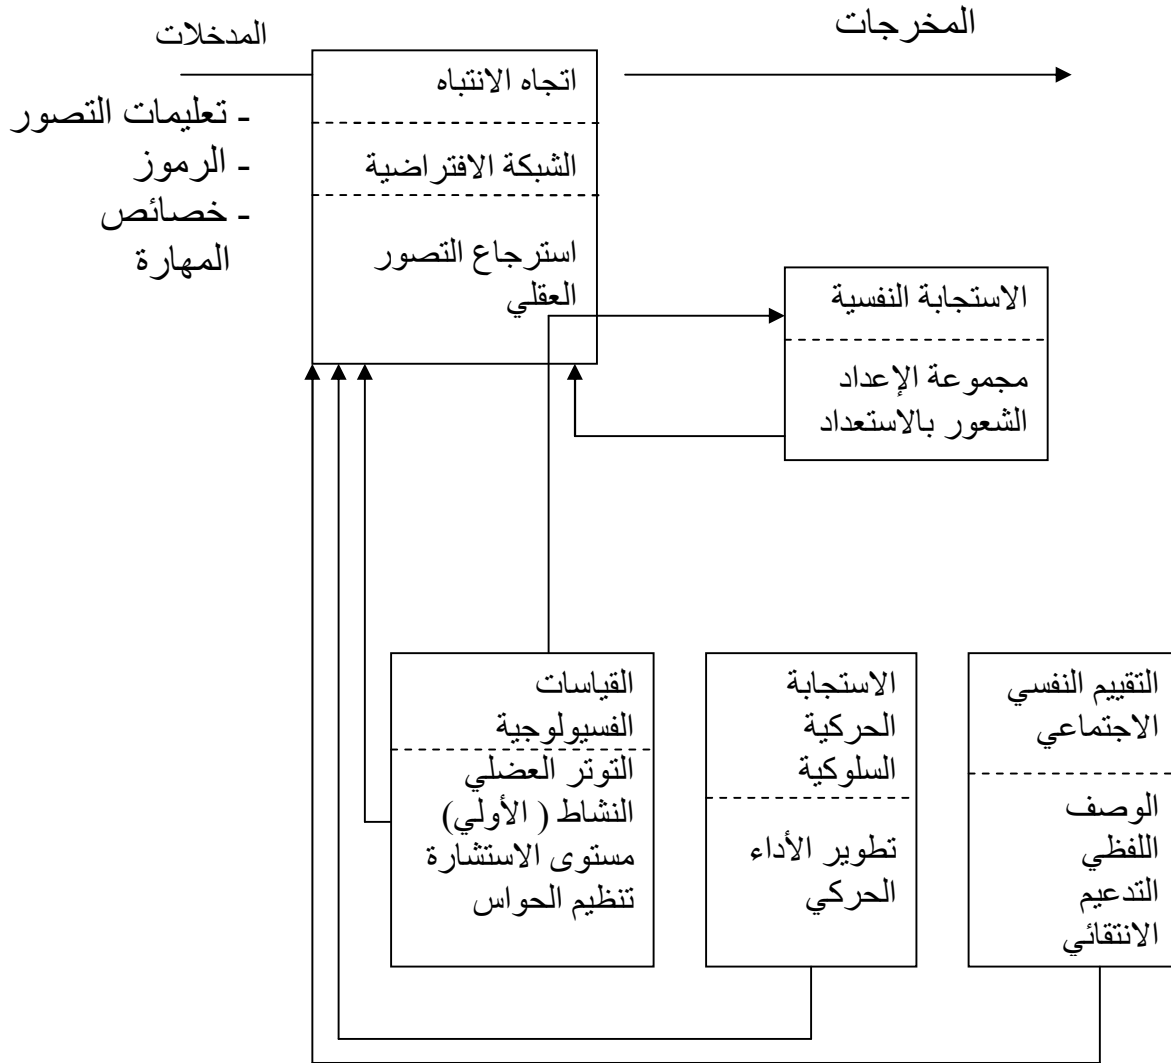 المدخلات
المخرجات
- تعليمات التصور
- الرموز
- خصائص
المهارة
اتجاه الانتباه
الشبكة الافتراضية
استرجاع التصور
العقلي
الاستجابة النفسية
مجموعة الإعداد
الشعور بالاستعداد
القياسات
الفسيولوجية
التوتر العضلي
النشاط ( الأولي)
مستوى الاستشارة
تنظيم الحواس
الاستجابة
الحركية
السلوكية
تطوير الأداء
الحركي
التقييم النفسي
الاجتماعي
الوصف
اللفظي
التدعيم
الانتقائي